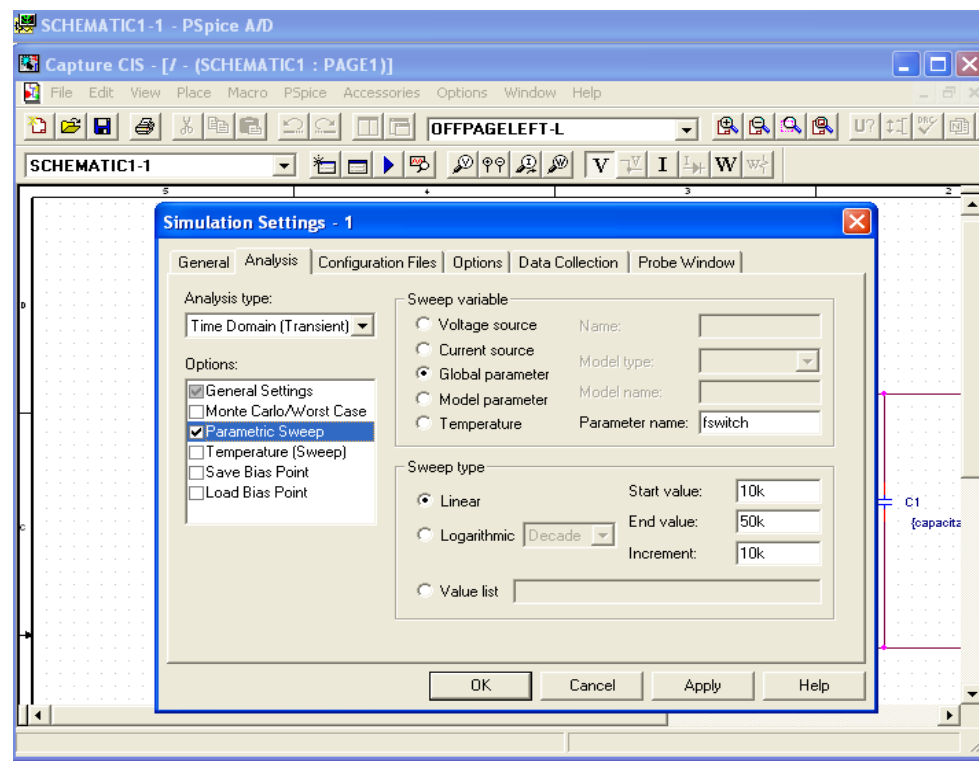 SCHEMATIC1-1 - PSpice A/D
Capture CIS - [/ - (SCHEMATIC1 : PAGE1)]
File Edit View Place Macro PSpice Accessories Options Window Help
OFFPAGELEFT-L
U?
DRC
SCHEMATIC1-1
V I W
5 4 3 2
Simulation Settings - 1
General Analysis Configuration Files Options Data Collection Probe Window
Analysis type:
Time Domain (Transient)
Options:
General Settings
Monte Carlo/Worst Case
Parametric Sweep
Temperature (Sweep)
Save Bias Point
Load Bias Point
Sweep variable
Voltage source Name:
Current source Model type:
Global parameter
Model parameter Model name:
Temperature Parameter name: fswitch
Sweep type
Linear Start value: 10k
End value: 50k
Logarithmic Decade
Increment: 10k
Value list
OK Cancel Apply Help
D
C
C1
{capacita